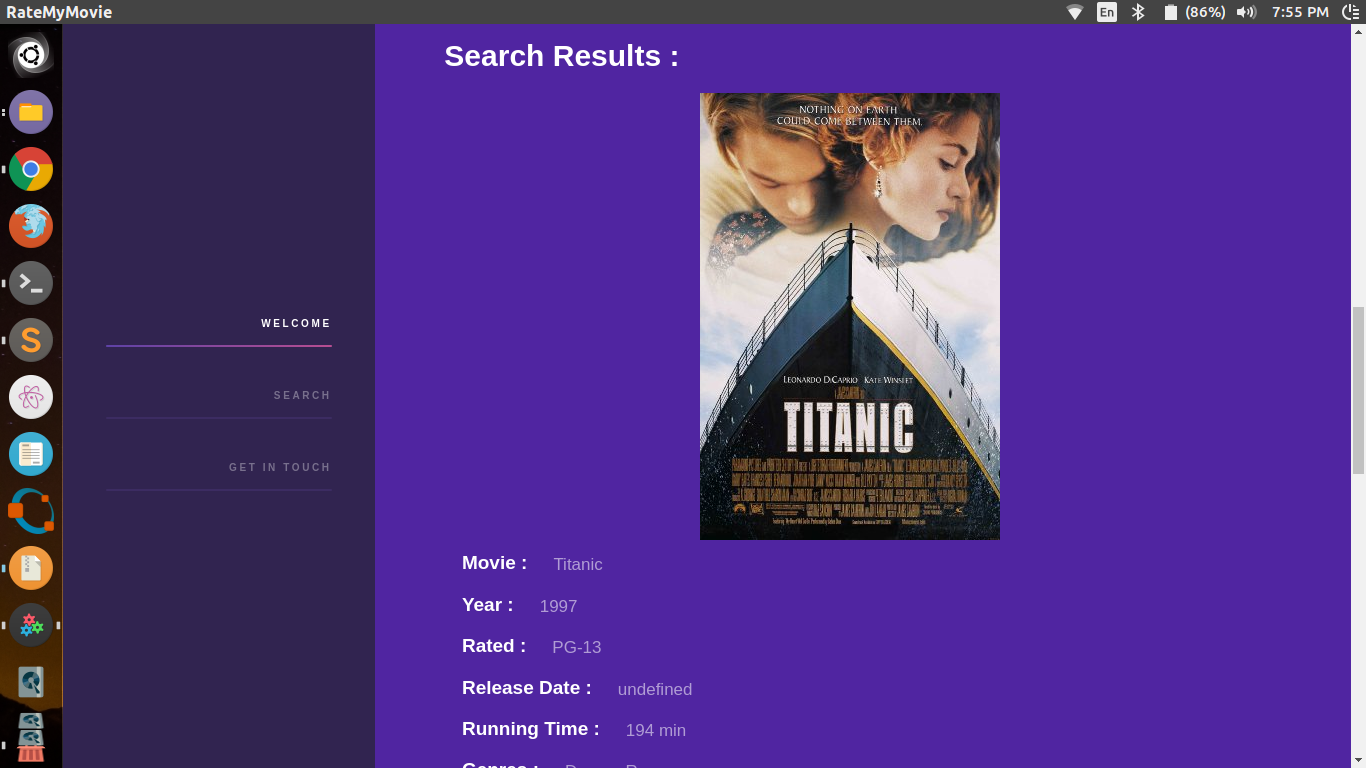 RateMyMovie
En
(86%)
7:55 PM
WELCOME
SEARCH
GET IN TOUCH
Search Results :
NOTHING ON EARTH
COULD COME BETWEEN THEM.
LEONARDO DICAPRIO KATE WINSLET
TITANIC
Movie : Titanic
Year : 1997
Rated : PG-13
Release Date : undefined
Running Time : 194 min
Genres :